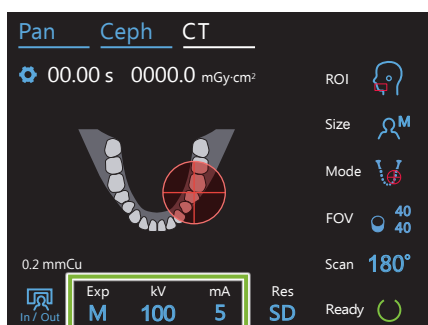 Pan Ceph CT
00.00 s 0000.0 mGy·cm²
ROI
Size M
Mode
FOV 40 40
0.2 mmCu
Scan 180°
In / Out
Exp kV mA Res
M 100 5 SD
Ready